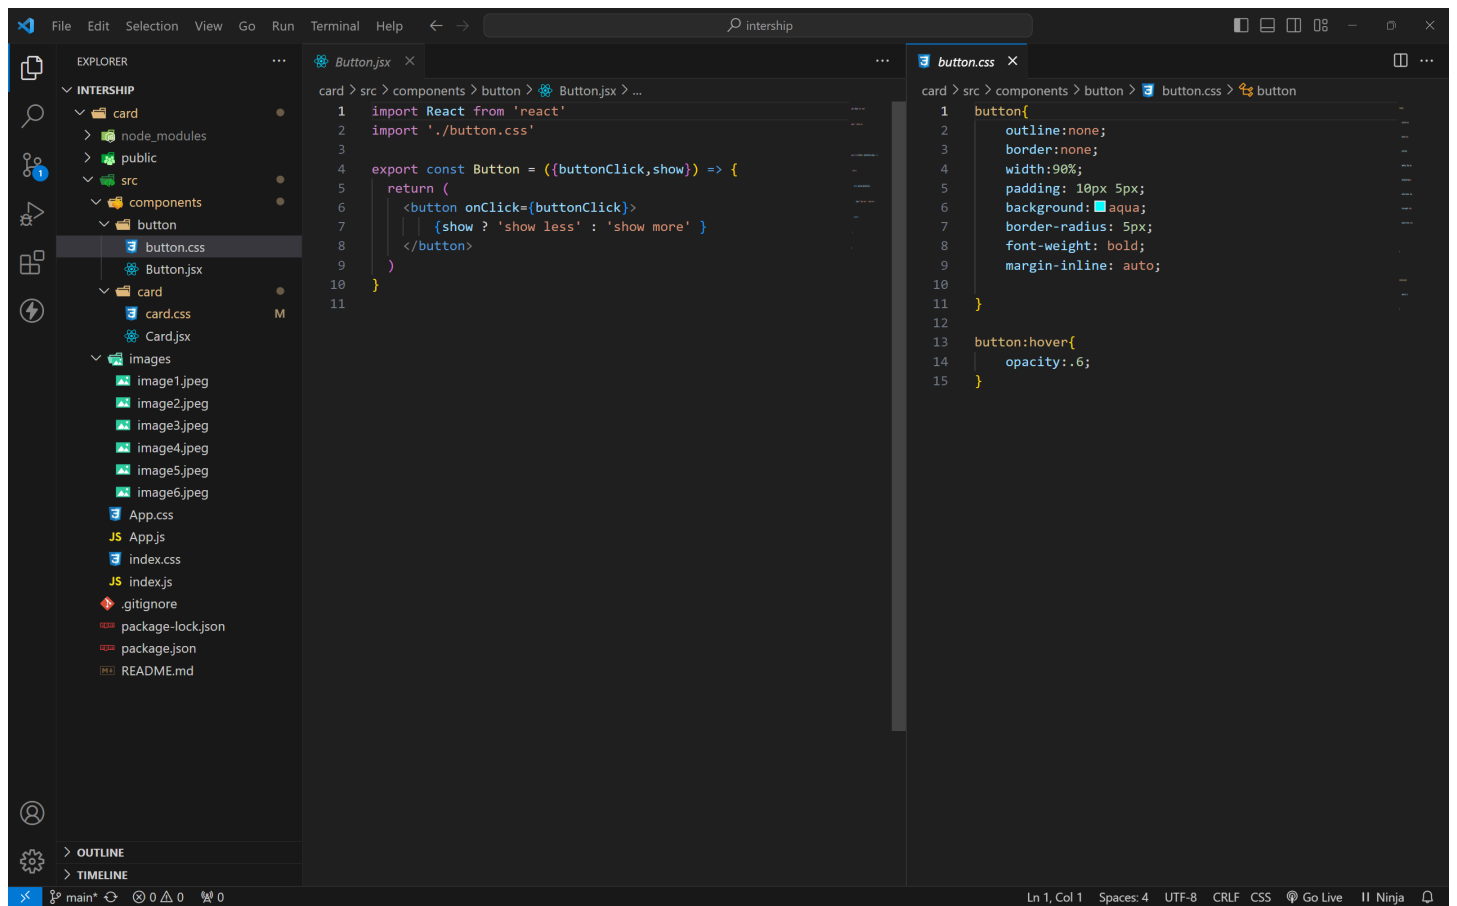 File Edit Selection View Go Run Terminal Help intership
EXPLORER
INTERSHIP
card
node_modules
public
src
components
button
button.css
Button.jsx
card
card.css M
Card.jsx
images
image1.jpeg
image2.jpeg
image3.jpeg
image4.jpeg
image5.jpeg
image6.jpeg
App.css
JS App.js
index.css
JS index.js
.gitignore
package-lock.json
package.json
README.md
OUTLINE
TIMELINE
1
Button.jsx
card > src > components > button > Button.jsx > ...
1 import React from 'react'
2 import './button.css'
3
4 export const Button = ({buttonClick,show}) => {
5 return (
6 <button onClick={buttonClick}>
7 {show ? 'show less' : 'show more' }
8 </button>
9 )
10 }
11
button.css
card > src > components > button > button.css > button
1 button{
2 outline:none;
3 border:none;
4 width:90%;
5 padding: 10px 5px;
6 background: aqua;
7 border-radius: 5px;
8 font-weight: bold;
9 margin-inline: auto;
10
11 }
12
13 button:hover{
14 opacity:.6;
15 }
main* 0 0 0 Ln 1, Col 1 Spaces: 4 UTF-8 CRLF CSS Go Live Ninja